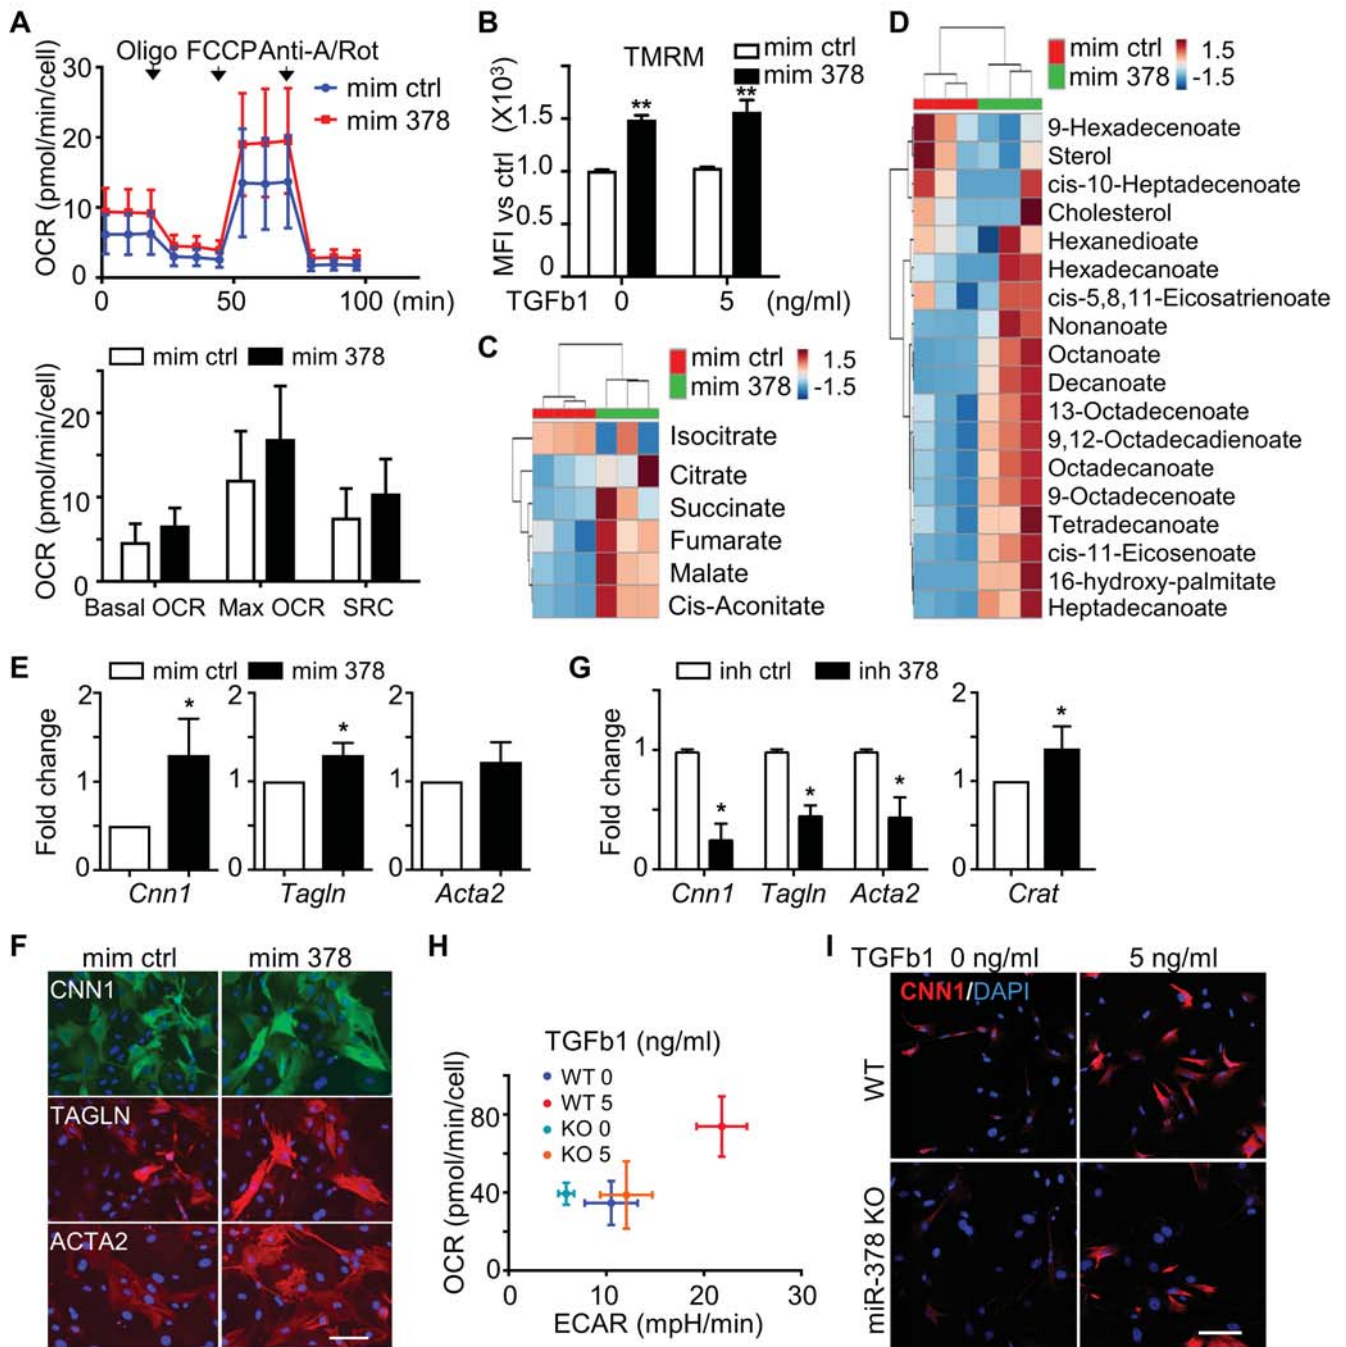 A
Oligo FCCPAnti-A/Rot
OCR (pmol/min/cell)
30
20
10
0
0 50 100 (min)
mim ctrl
mim 378
mim ctrl mim 378
OCR (pmol/min/cell)
20
10
0
Basal OCR Max OCR SRC
B
TMRM
mim ctrl
mim 378
MFI vs ctrl (X10³)
1.5
1.0
0.5
0
** **
TGFb1 0 5 (ng/ml)
C
mim ctrl
mim 378
1.5
-1.5
Isocitrate
Citrate
Succinate
Fumarate
Malate
Cis-Aconitate
D
mim ctrl
mim 378
1.5
-1.5
9-Hexadecenoate
Sterol
cis-10-Heptadecenoate
Cholesterol
Hexanedioate
Hexadecanoate
cis-5,8,11-Eicosatrienoate
Nonanoate
Octanoate
Decanoate
13-Octadecenoate
9,12-Octadecadienoate
Octadecanoate
9-Octadecenoate
Tetradecanoate
cis-11-Eicosenoate
16-hydroxy-palmitate
Heptadecanoate
E
mim ctrl mim 378
Fold change
2
1
0
*
Cnn1
2
1
0
*
Tagln
2
1
0
Acta2
G
inh ctrl inh 378
Fold change
1
0
* * *
Cnn1 Tagln Acta2
2
1
0
*
Crat
F
mim ctrl mim 378
CNN1
TAGLN
ACTA2
H
TGFb1 (ng/ml)
WT 0
WT 5
KO 0
KO 5
OCR (pmol/min/cell)
80
40
0
0 10 20 30
ECAR (mpH/min)
I
TGFb1 0 ng/ml 5 ng/ml
CNN1/DAPI
WT
miR-378 KO